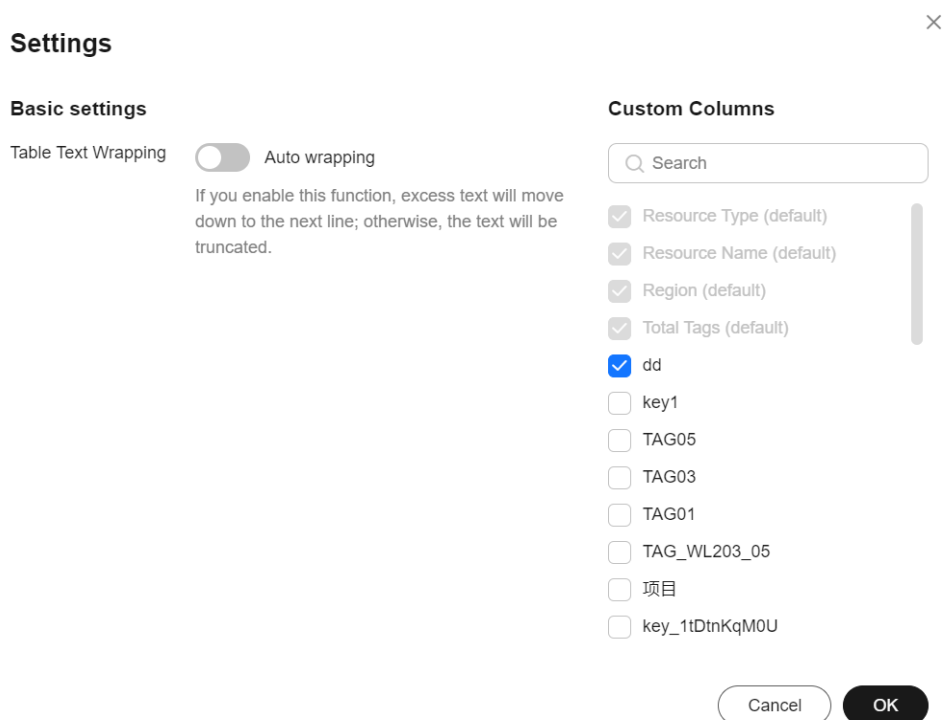 Settings
Basic settings
Table Text Wrapping
Auto wrapping
If you enable this function, excess text will move
down to the next line; otherwise, the text will be
truncated.
Custom Columns
Search
Resource Type (default)
Resource Name (default)
Region (default)
Total Tags (default)
dd
key1
TAG05
TAG03
TAG01
TAG_WL203_05
项目
key_1tDtnKqM0U
Cancel
OK